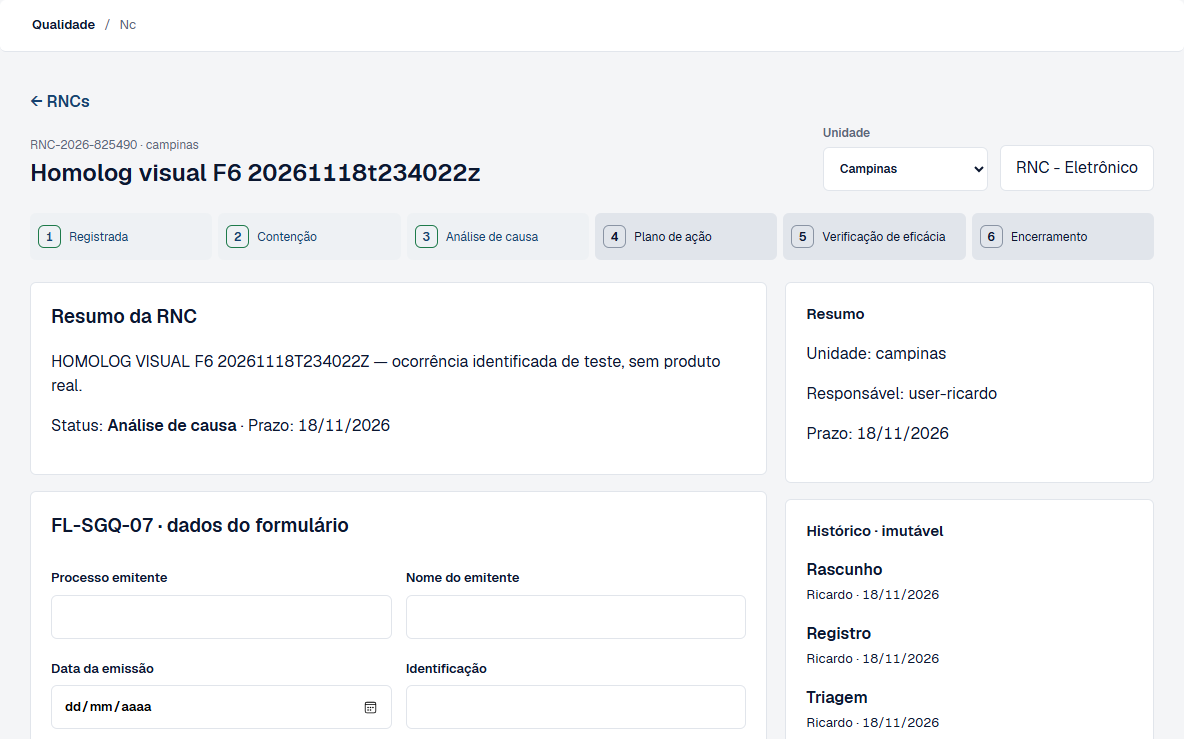 Qualidade / Nc
← RNCs
RNC-2026-825490 · campinas
Homolog visual F6 20261118t234022z
Unidade
Campinas
RNC - Eletrônico
1 Registrada
2 Contenção
3 Análise de causa
4 Plano de ação
5 Verificação de eficácia
6 Encerramento
Resumo da RNC
HOMOLOG VISUAL F6 20261118T234022Z — ocorrência identificada de teste, sem produto
real.
Status: Análise de causa · Prazo: 18/11/2026
FL-SGQ-07 · dados do formulário
Processo emitente
Nome do emitente
Data da emissão
dd/mm/aaaa
Identificação
Resumo
Unidade: campinas
Responsável: user-ricardo
Prazo: 18/11/2026
Histórico · imutável
Rascunho
Ricardo · 18/11/2026
Registro
Ricardo · 18/11/2026
Triagem
Ricardo · 18/11/2026